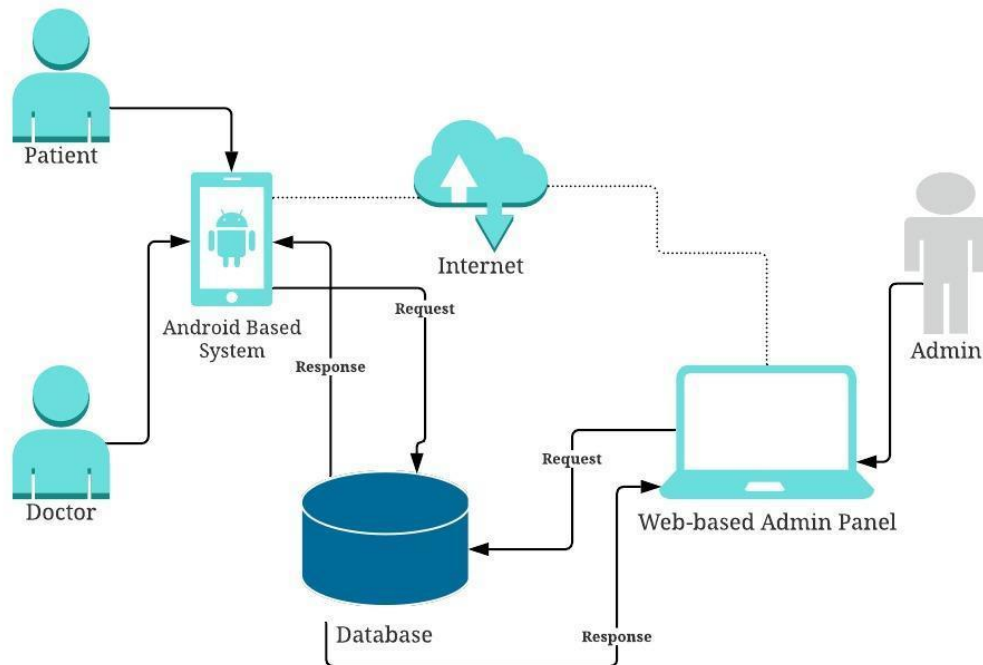 Patient
Internet
Request
Android Based
System
Response
Admin
Request
Doctor
Web-based Admin Panel
Database
Response